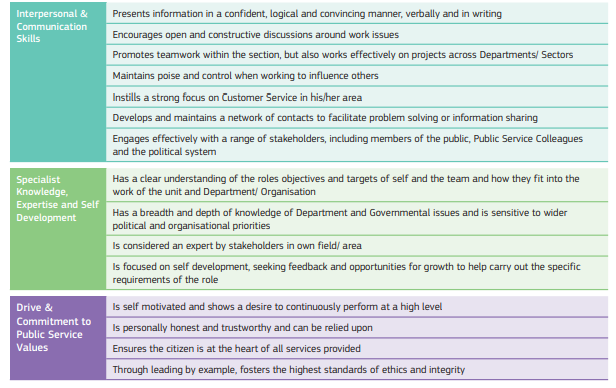 Interpersonal &
Communication
Skills
Presents information in a confident, logical and convincing manner, verbally and in writing
Encourages open and constructive discussions around work issues
Promotes teamwork within the section, but also works effectively on projects across Departments/ Sectors
Maintains poise and control when working to influence others
Instills a strong focus on Customer Service in his/her area
Develops and maintains a network of contacts to facilitate problem solving or information sharing
Engages effectively with a range of stakeholders, including members of the public, Public Service Colleagues
and the political system
Specialist
Knowledge,
Expertise and Self
Development
Has a clear understanding of the roles objectives and targets of self and the team and how they fit into the
work of the unit and Department/ Organisation
Has a breadth and depth of knowledge of Department and Governmental issues and is sensitive to wider
political and organisational priorities
Is considered an expert by stakeholders in own field/ area
Is focused on self development, seeking feedback and opportunities for growth to help carry out the specific
requirements of the role
Drive &
Commitment to
Public Service
Values
Is self motivated and shows a desire to continuously perform at a high level
Is personally honest and trustworthy and can be relied upon
Ensures the citizen is at the heart of all services provided
Through leading by example, fosters the highest standards of ethics and integrity